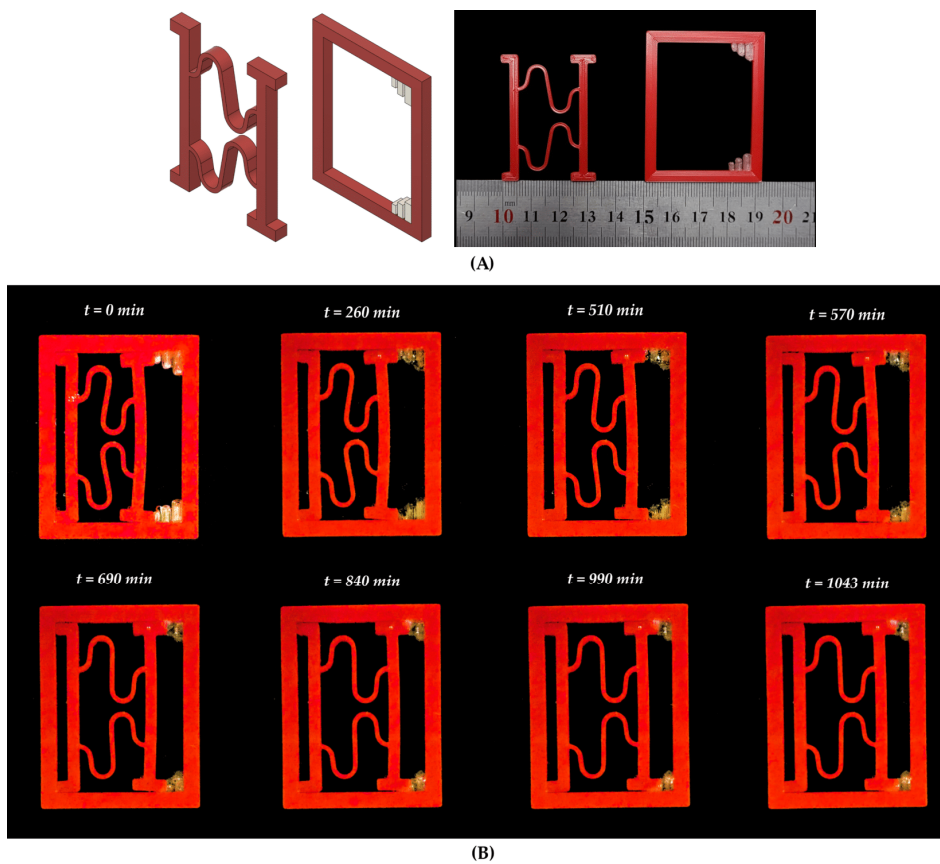 mm
9 10 11 12 13 14 15 16 17 18 19 20 21
(A)
t = 0 min
t = 260 min
t = 510 min
t = 570 min
t = 690 min
t = 840 min
t = 990 min
t = 1043 min
(B)